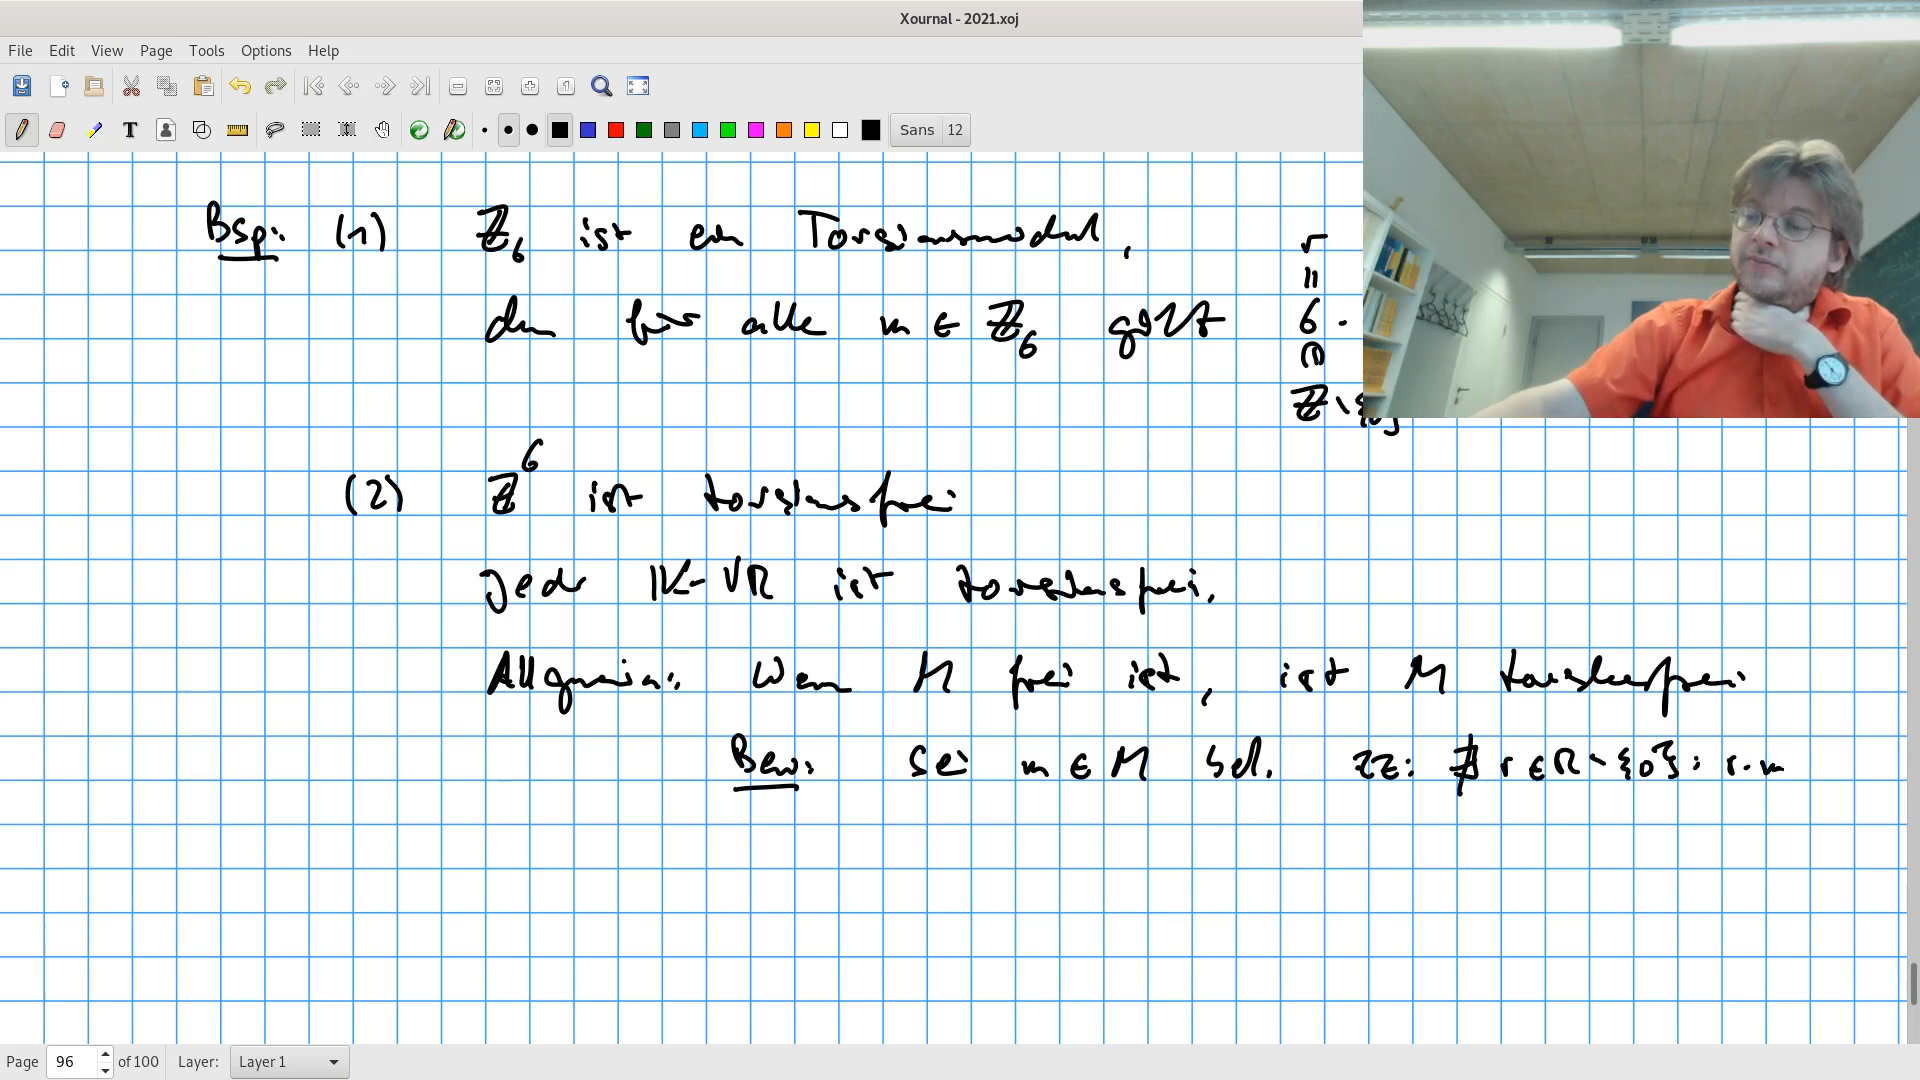 Xournal - 2021.xoj
File Edit View Page Tools Options Help
Sans 12
Bsp: (1) ℤ₆ ist ein Torsionsmodul,
r
=
denn für alle m ∈ ℤ₆ gilt 6 ·
∈
ℤ \ {0}
(2) ℤ⁶ ist torsionsfrei
Jeder K-VR ist torsionsfrei.
Allgemein: Wenn M frei ist, ist M torsionsfrei
Bew: Sei m ∈ M bel. ZZ: ∄ r ∈ R \ {0} : r · m
Page 96 of 100 Layer: Layer 1